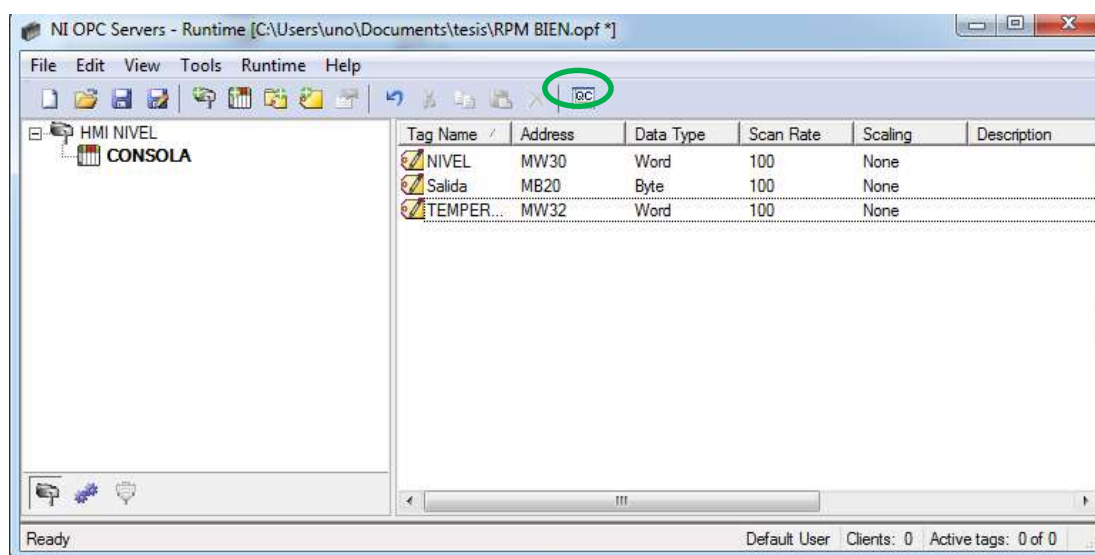 NI OPC Servers - Runtime [C:\Users\uno\Documents\tesis\RPM BIEN.opf *]
File Edit View Tools Runtime Help
QC
HMI NIVEL
CONSOLA
Tag Name Address Data Type Scan Rate Scaling Description
NIVEL MW30 Word 100 None
Salida MB20 Byte 100 None
TEMPER... MW32 Word 100 None
Ready Default User Clients: 0 Active tags: 0 of 0